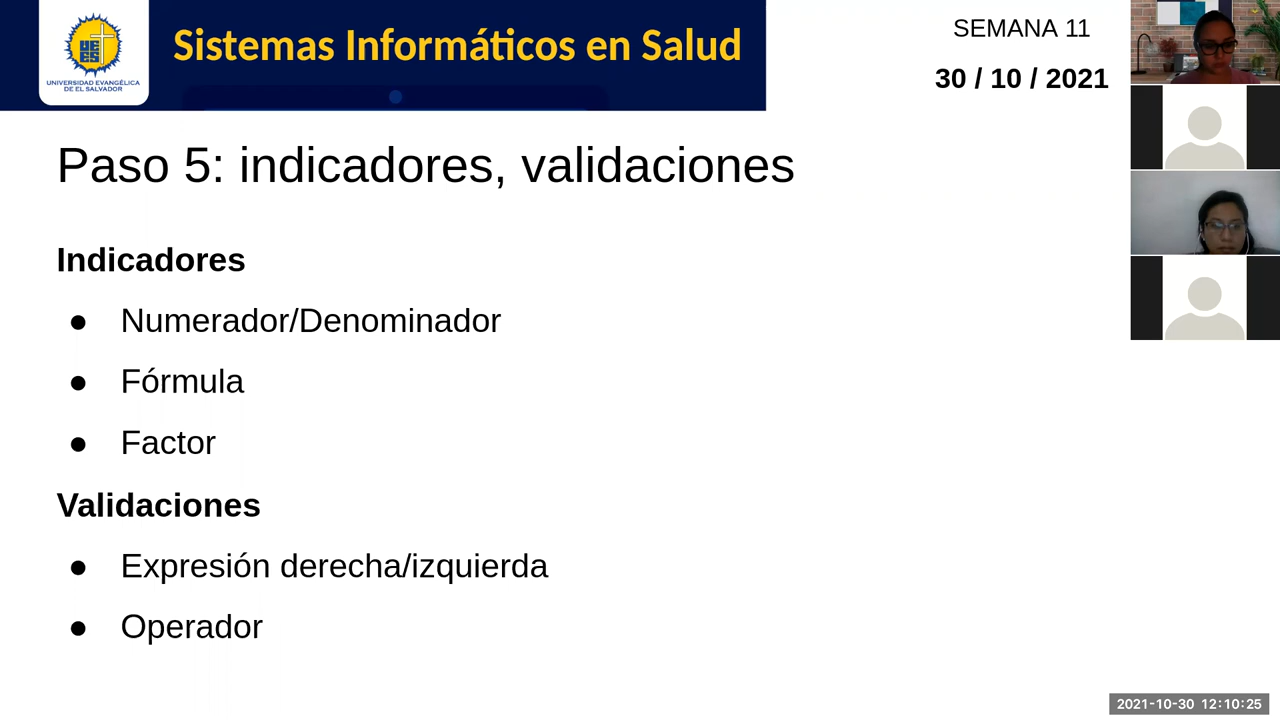 UEES
UNIVERSIDAD EVANGÉLICA
DE EL SALVADOR
Sistemas Informáticos en Salud
SEMANA 11
30 / 10 / 2021
Paso 5: indicadores, validaciones
Indicadores
● Numerador/Denominador
● Fórmula
● Factor
Validaciones
● Expresión derecha/izquierda
● Operador
2021-10-30 12:10:25